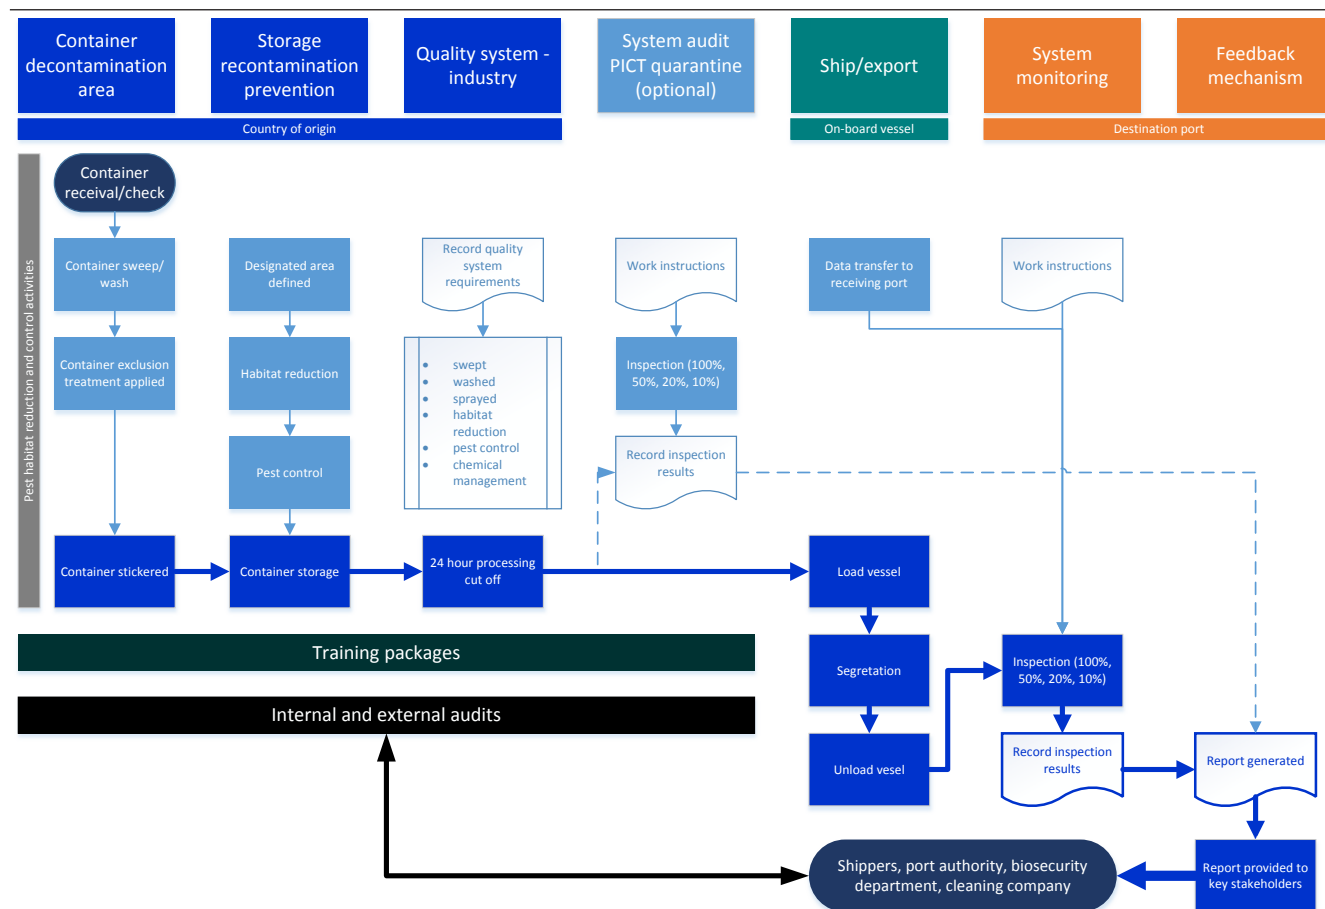 Container
decontamination
area
Storage
recontamination
prevention
Quality system -
industry
System audit
PICT quarantine
(optional)
Ship/export
System
monitoring
Feedback
mechanism
Country of origin
On-board vessel
Destination port
Pest habitat reduction and control activities
Container
receival/check
Container sweep/
wash
Designated area
defined
Record quality
system
requirements
Work instructions
Data transfer to
receiving port
Work instructions
Container exclusion
treatment applied
Habitat reduction
• swept
• washed
• sprayed
• habitat
reduction
• pest control
• chemical
management
Inspection (100%,
50%, 20%, 10%)
Pest control
Record inspection
results
Container stickered
Container storage
24 hour processing
cut off
Load vessel
Training packages
Segretation
Inspection (100%,
50%, 20%, 10%)
Internal and external audits
Unload vesel
Record inspection
results
Report generated
Shippers, port authority, biosecurity
department, cleaning company
Report provided to
key stakeholders